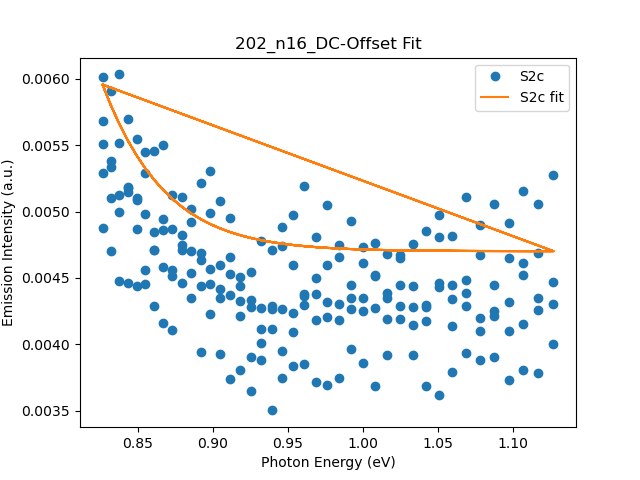 202_n16_DC-Offset Fit
S2c
S2c fit
Emission Intensity (a.u.)
0.0060
0.0055
0.0050
0.0045
0.0040
0.0035
0.85
0.90
0.95
1.00
1.05
1.10
Photon Energy (eV)